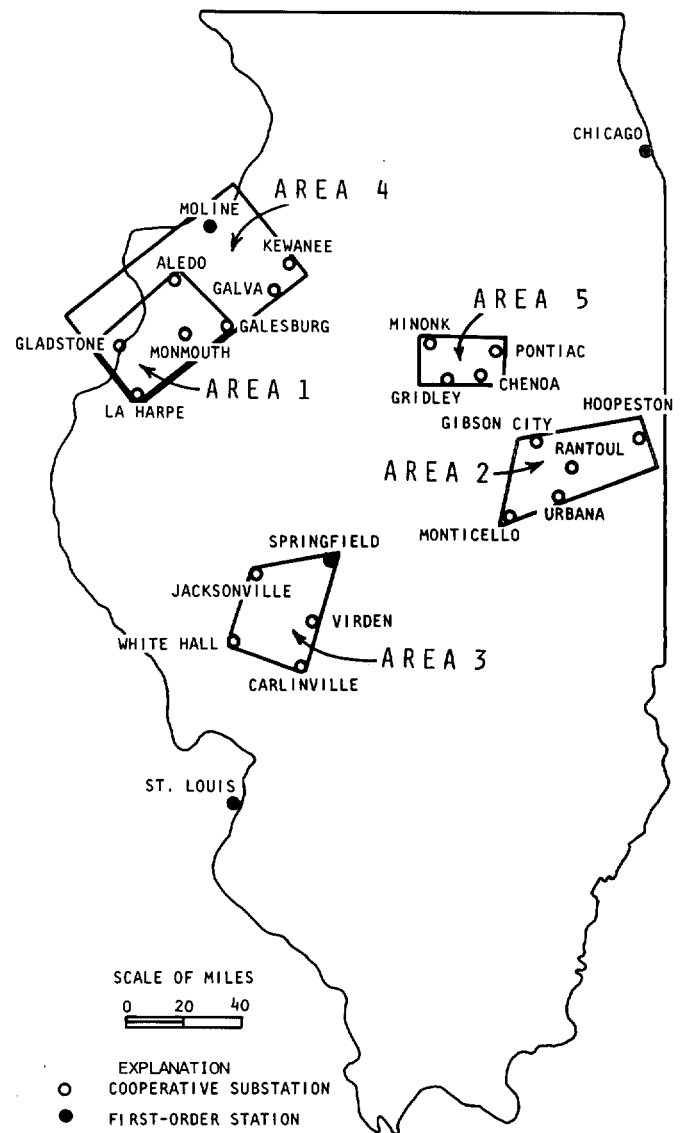 CHICAGO
AREA 4
MOLINE
KEWANEE
ALEDO
GALVA
AREA 5
MINONK
GALESBURG
GLADSTONE
MONMOUTH
PONTIAC
AREA 1
CHENOA
GRIDLEY
LA HARPE
HOOPESTON
GIBSON CITY
RANTOUL
AREA 2
URBANA
MONTICELLO
SPRINGFIELD
JACKSONVILLE
VIRDEN
WHITE HALL
AREA 3
CARLINVILLE
ST. LOUIS
SCALE OF MILES
0 20 40
EXPLANATION
COOPERATIVE SUBSTATION
FIRST-ORDER STATION